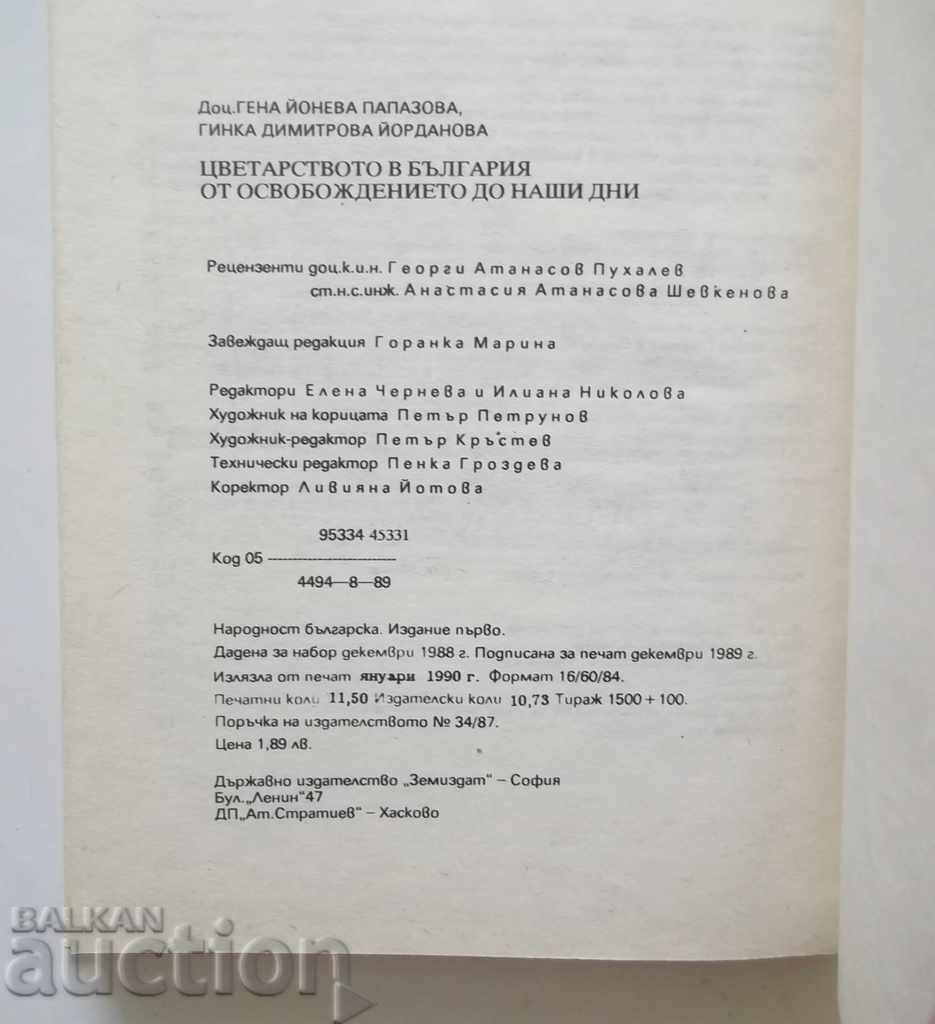 Доц.ГЕНА ЙОНЕВА ПАПАЗОВА,
ГИНКА ДИМИТРОВА ЙОРДАНОВА
ЦВЕТАРСТВОТО В БЪЛГАРИЯ
ОТ ОСВОБОЖДЕНИЕТО ДО НАШИ ДНИ
Рецензенти доц.к.и.н. Георги Атанасов Пухалев
ст.н.с.инж. Анастасия Атанасова Шевкенова
Завеждащ редакция Горанка Марина
Редактори Елена Чернева и Илиана Николова
Художник на корицата Петър Петрунов
Художник-редактор Петър Кръстев
Технически редактор Пенка Гроздева
Коректор Ливияна Йотова
95334 45331
Код 05 --------------------------
4494—8—89
Народност българска. Издание първо.
Дадена за набор декември 1988 г. Подписана за печат декември 1989 г.
Излязла от печат януари 1990 г. Формат 16/60/84.
Печатни коли 11,50 Издателски коли 10,73 Тираж 1500 + 100.
Поръчка на издателството № 34/87.
Цена 1,89 лв.
Държавно издателство „Земиздат“ – София
Бул.„Ленин“47
ДП„Ат.Стратиев“ – Хасково
BALKAN
auction